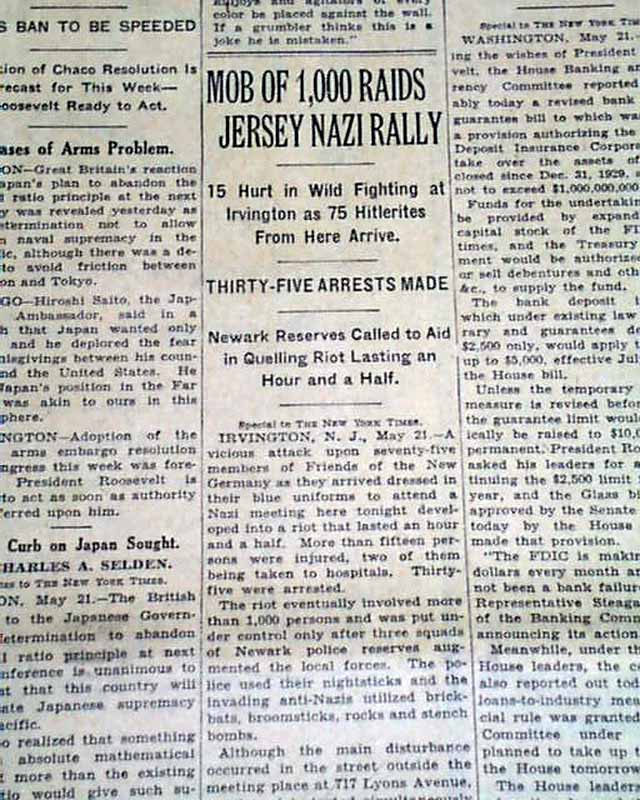 S BAN TO BE SPEEDED
tion of Chaco Resolution Is
recast for This Week—
oosevelt Ready to Act.
ases of Arms Problem.
ON—Great Britain's reaction
apan's plan to abandon the
l ratio principle at the next
y was revealed yesterday as
etermination not to allow
n naval supremacy in the
ic, although there was a de-
to avoid friction between
on and Tokyo.
GO—Hiroshi Saito, the Jap-
Ambassador, said in a
h that Japan wanted only
and he deplored the fear
isgivings between his coun-
nd the United States. He
Japan's position in the Far
was akin to ours in this
phere.
NGTON—Adoption of the
arms embargo resolution
ngress this week was fore-
President Roosevelt is
to act as soon as authority
ferred upon him.
Curb on Japan Sought.
HARLES A. SELDEN.
es to THE NEW YORK TIMES.
ON, May 21.—The British
to the Japanese Govern-
determination to abandon
l ratio principle at next
nference is unanimous to
t that this country will
ate Japanese supremacy
acific.
o realized that something
absolute mathematical
t more than the existing
tio would give such su-
color be placed against the wall.
If a grumbler thinks this is a
joke he is mistaken."
MOB OF 1,000 RAIDS
JERSEY NAZI RALLY
15 Hurt in Wild Fighting at
Irvington as 75 Hitlerites
From Here Arrive.
THIRTY-FIVE ARRESTS MADE
Newark Reserves Called to Aid
in Quelling Riot Lasting an
Hour and a Half.
Special to THE NEW YORK TIMES.
IRVINGTON, N. J., May 21.—A
vicious attack upon seventy-five
members of Friends of the New
Germany as they arrived dressed in
their blue uniforms to attend a
Nazi meeting here tonight devel-
oped into a riot that lasted an hour
and a half. More than fifteen per-
sons were injured, two of them
being taken to hospitals. Thirty-
five were arrested.
The riot eventually involved more
than 1,000 persons and was put un-
der control only after three squads
of Newark police reserves aug-
mented the local forces. The po-
lice used their nightsticks and the
invading anti-Nazis utilized brick-
bats, broomsticks, rocks and stench
bombs.
Although the main disturbance
occurred in the street outside the
meeting place at 717 Lyons Avenue,
Special to THE NEW YORK TIM
WASHINGTON, May 21.—
ing the wishes of President
velt, the House Banking an
rency Committee reported
ably today a revised bank
guarantee bill to which wa
a provision authorizing the
Deposit Insurance Corpora
take over the assets of
closed since Dec. 31, 1929,
not to exceed $1,000,000,000
Funds for the undertakin
be provided by expand
capital stock of the FD
times, and the Treasury
ment would be authorized
or sell debentures and oth
&c., to supply the fund.
The bank deposit
which under existing law
rary and guarantees de
$2,500 only, would apply t
up to $5,000, effective Jul
the House bill.
Unless the temporary
measure is revised before
the guarantee limit would
ically be raised to $10,0
permanent. President Ro
asked his leaders for a
tinuing the $2,500 limit
year, and the Glass b
approved by the Senate
today by the House
made that provision.
"The FDIC is makin
dollars every month an
not been a bank failur
Representative Steag
of the Banking Comm
announcing its action
Meanwhile, under th
House leaders, the c
also reported out tod
loans-to-industry mea
cial rule was granted
Committee under
planned to take up t
the House tomorrow
The House leaders